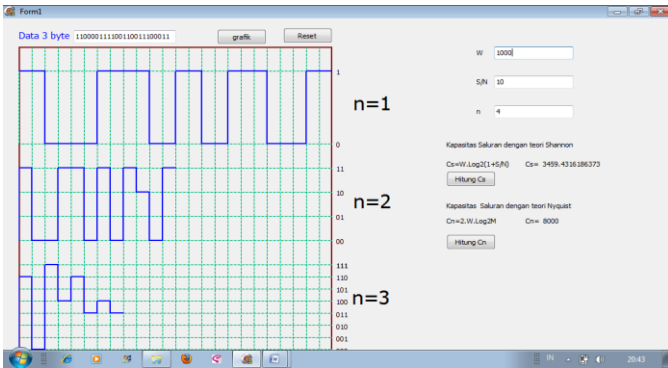 Form1
Data 3 byte 110000111100110011100011 grafik Reset
W 1000
S/N 10
n 4
1
n=1
0
11
10
n=2
01
00
111
110
101
100
n=3
011
010
001
Kapasitas Saluran dengan teori Shannon
Cs=W.Log2(1+S/N) Cs= 3459.4316186373
Hitung Cs
Kapasitas Saluran dengan teori Nyquist
Cn=2.W.Log2M Cn= 8000
Hitung Cn
IN 20:43